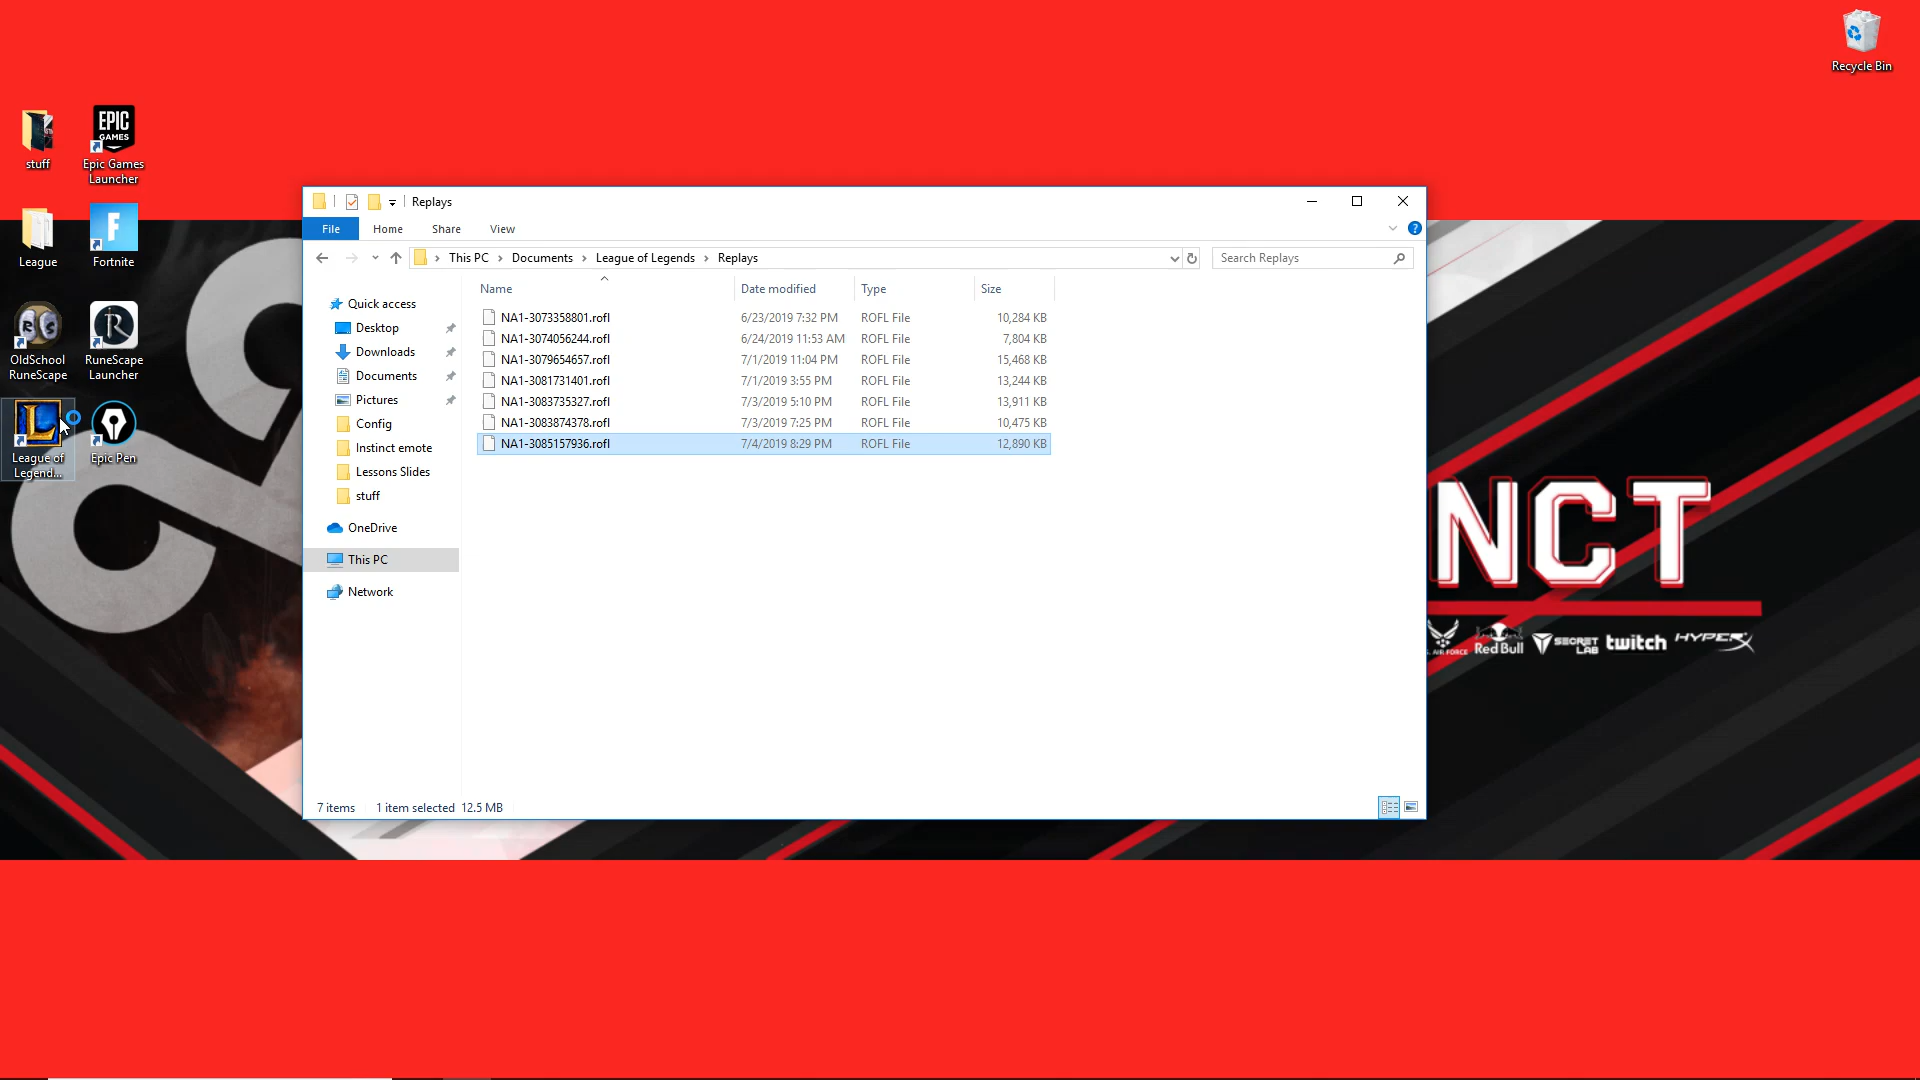 Recycle Bin
stuff
EPIC
GAMES
Epic Games
Launcher
League
F
Fortnite
RS
OldSchool
RuneScape
R
RuneScape
Launcher
L
League of
Legend...
Epic Pen
Replays
File Home Share View
This PC Documents League of Legends Replays
Search Replays
Name Date modified Type Size
NA1-3073358801.rofl 6/23/2019 7:32 PM ROFL File 10,284 KB
NA1-3074056244.rofl 6/24/2019 11:53 AM ROFL File 7,804 KB
NA1-3079654657.rofl 7/1/2019 11:04 PM ROFL File 15,468 KB
NA1-3081731401.rofl 7/1/2019 3:55 PM ROFL File 13,244 KB
NA1-3083735327.rofl 7/3/2019 5:10 PM ROFL File 13,911 KB
NA1-3083874378.rofl 7/3/2019 7:25 PM ROFL File 10,475 KB
NA1-3085157936.rofl 7/4/2019 8:29 PM ROFL File 12,890 KB
Quick access
Desktop
Downloads
Documents
Pictures
Config
Instinct emote
Lessons Slides
stuff
OneDrive
This PC
Network
7 items 1 item selected 12.5 MB
NCT
AIR FORCE Red Bull SECRET LAB twitch HYPERX